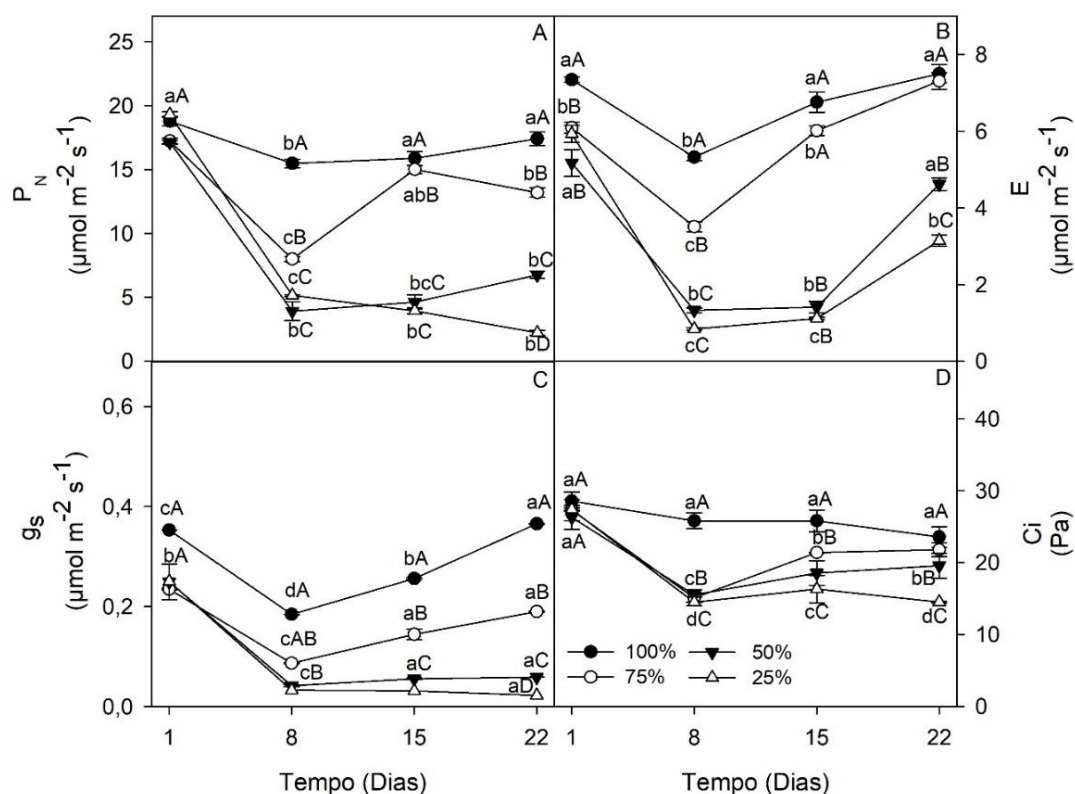 A
25
20
15
10
5
0
P_N
(µmol m⁻² s⁻¹)
aA
bA
aA
aA
abB
bB
cB
cC
bcC
bC
bC
bC
bD
B
8
6
4
2
0
E
(µmol m⁻² s⁻¹)
aA
bA
aA
aA
bB
aB
cB
bA
aB
bC
bB
bC
cC
cB
C
0,6
0,4
0,2
0,0
g_s
(µmol m⁻² s⁻¹)
cA
dA
bA
aA
bA
cAB
aB
aB
cB
aC
aC
aD
1
8
15
22
Tempo (Dias)
D
40
30
20
10
0
Ci
(Pa)
aA
aA
aA
aA
aA
cB
bB
bB
dC
cC
dC
100%
50%
75%
25%
1
8
15
22
Tempo (Dias)